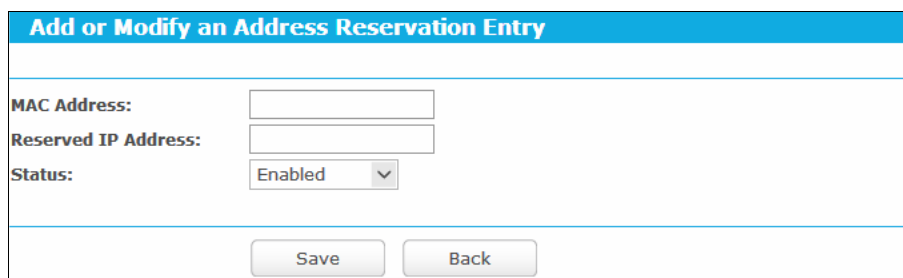 Add or Modify an Address Reservation Entry
MAC Address:
Reserved IP Address:
Status: Enabled
Save Back